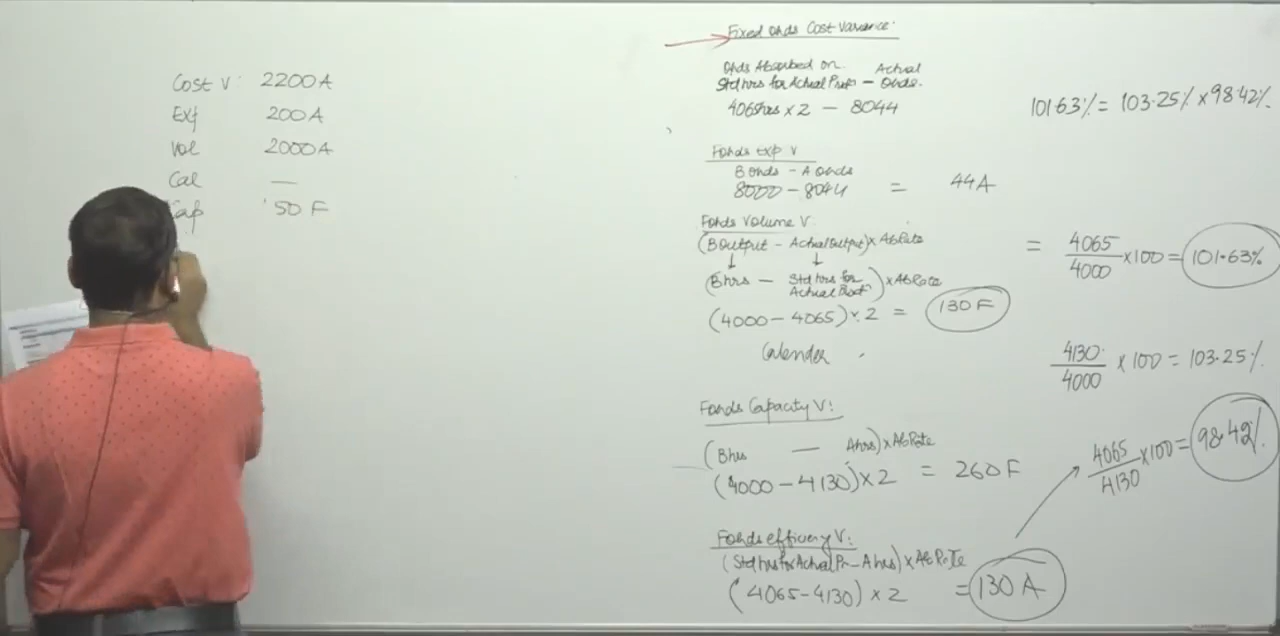 Cost V: 2200A
Exp 200A
Vol 2000A
Cal —
Cap 50 F
Fixed Ohds Cost Variance:
Ohds Absorbed on Actual
Std hrs for Actual Prodn — Ohds.
4065hrs x 2 — 8044
Fohds Exp V
B ohds - A ohds
8000 - 8044 = 44A
Fohds Volume V.
(B output - Actual Output) x Ab Rate
↓ ↓
(B hrs — Std hrs for Actual Prodn) x Ab Rate
(4000 - 4065) x 2 = 130 F
Calender
Fohds Capacity V:
(B hrs — A hrs) x Ab Rate
(4000 - 4130) x 2 = 260 F
Fohds efficency V:
(Std hrs for Actual Pr - A hrs) x Ab Rate
(4065 - 4130) x 2 = 130 A
101.63% = 103.25% x 98.42%
= 4065/4000 x 100 = 101.63%
4130/4000 x 100 = 103.25%
4065/4130 x 100 = 98.42%